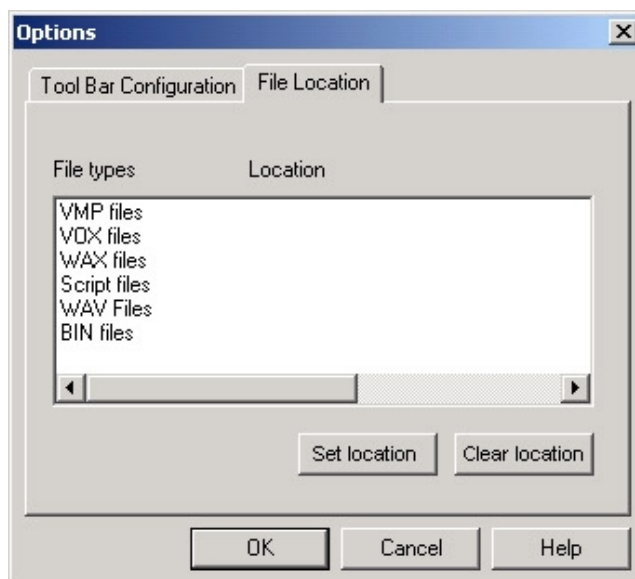 Options
Tool Bar Configuration File Location
File types Location
VMP files
VOX files
WAX files
Script files
WAV Files
BIN files
Set location Clear location
OK Cancel Help